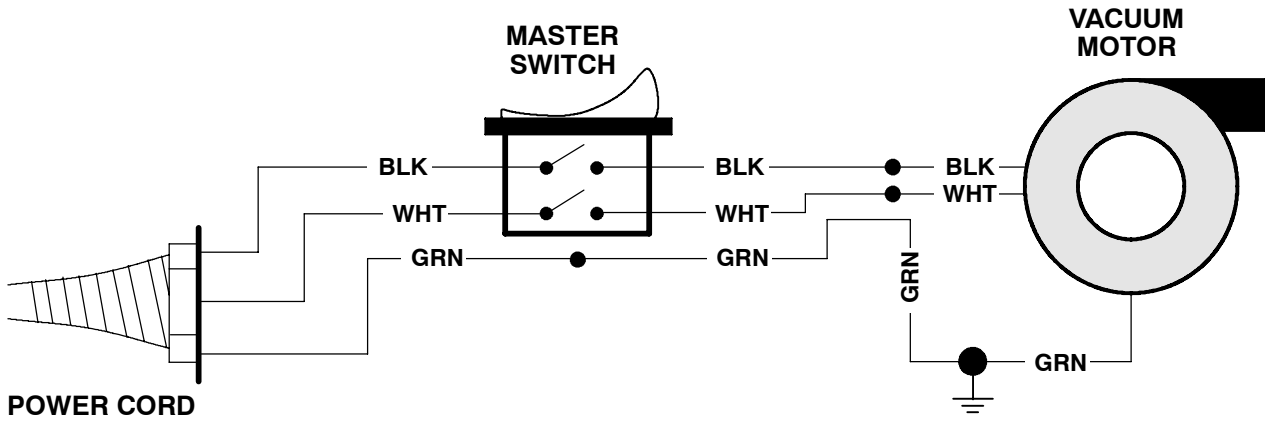 VACUUM
MOTOR
MASTER
SWITCH
BLK
BLK
BLK
WHT
WHT
WHT
GRN
GRN
GRN
GRN
POWER CORD